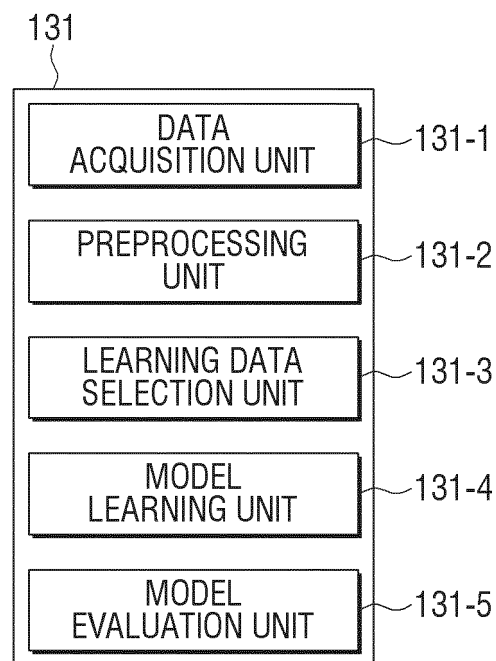 131
DATA
ACQUISITION UNIT
131-1
PREPROCESSING
UNIT
131-2
LEARNING DATA
SELECTION UNIT
131-3
MODEL
LEARNING UNIT
131-4
MODEL
EVALUATION UNIT
131-5